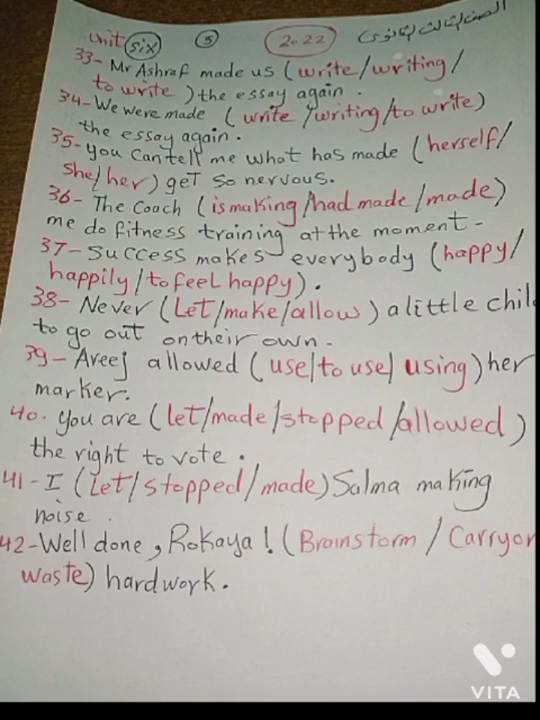 unit six 5 2022 الصف الثالث الثانوى
33- Mr Ashraf made us (write/writing/
to write) the essay again.
34- We were made (write/writing/to write)
the essay again.
35- you can tell me what has made (herself/
she/her) get so nervous.
36- The Coach (is making/had made/made)
me do fitness training at the moment-
37- Success makes everybody (happy/
happily/to feel happy).
38- Never (Let/make/allow) a little chil
to go out on their own-
39- Areej allowed (use/to use/using) her
marker.
40. you are (let/made/stopped/allowed)
the right to vote.
41- I (Let/stopped/made) Salma making
noise.
42- Well done, Rokaya! (Brainstorm/Carryon
waste) hard work.
VITA